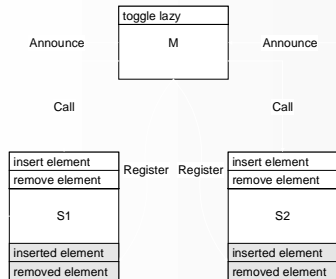 toggle lazy
Announce
M
Announce
Call
Call
insert element
remove element
Register
Register
insert element
remove element
S1
S2
inserted element
removed element
inserted element
removed element